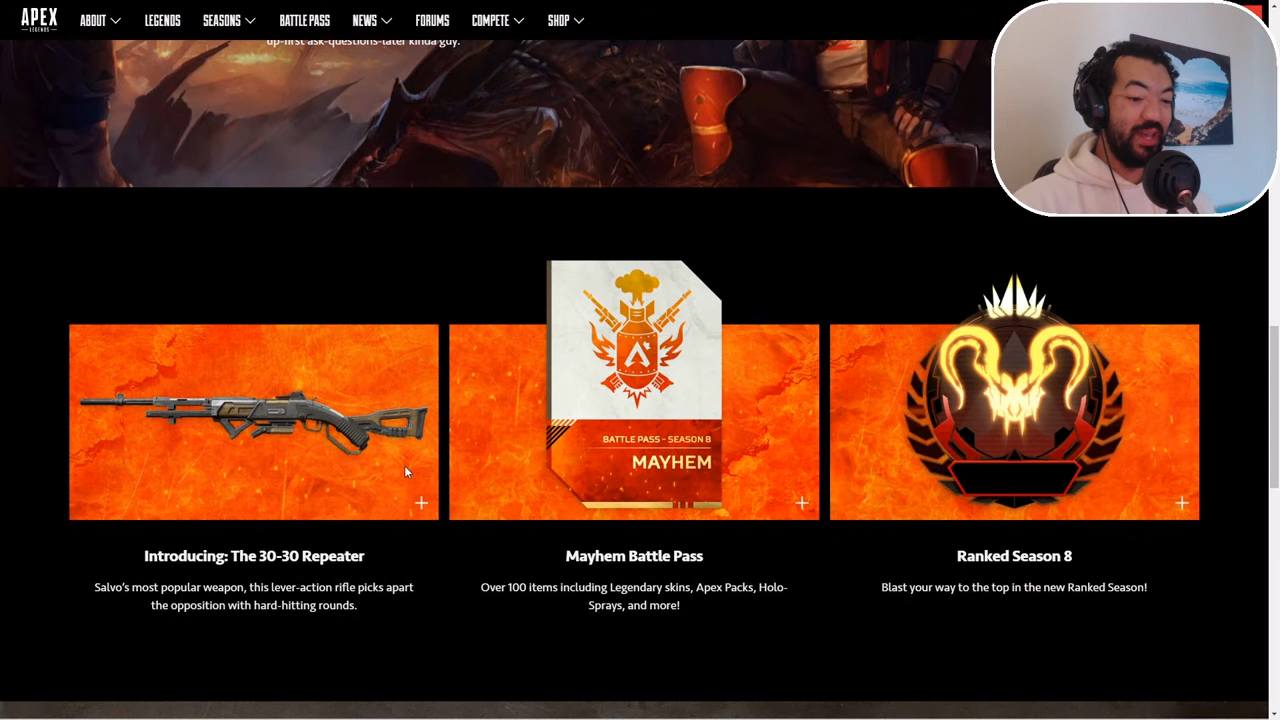 APEX
LEGENDS
ABOUT LEGENDS SEASONS BATTLE PASS NEWS FORUMS COMPETE SHOP
up-first ask-questions-later kinda guy.
BATTLE PASS - SEASON 8
MAYHEM
Introducing: The 30-30 Repeater
Salvo's most popular weapon, this lever-action rifle picks apart
the opposition with hard-hitting rounds.
Mayhem Battle Pass
Over 100 items including Legendary skins, Apex Packs, Holo-
Sprays, and more!
Ranked Season 8
Blast your way to the top in the new Ranked Season!